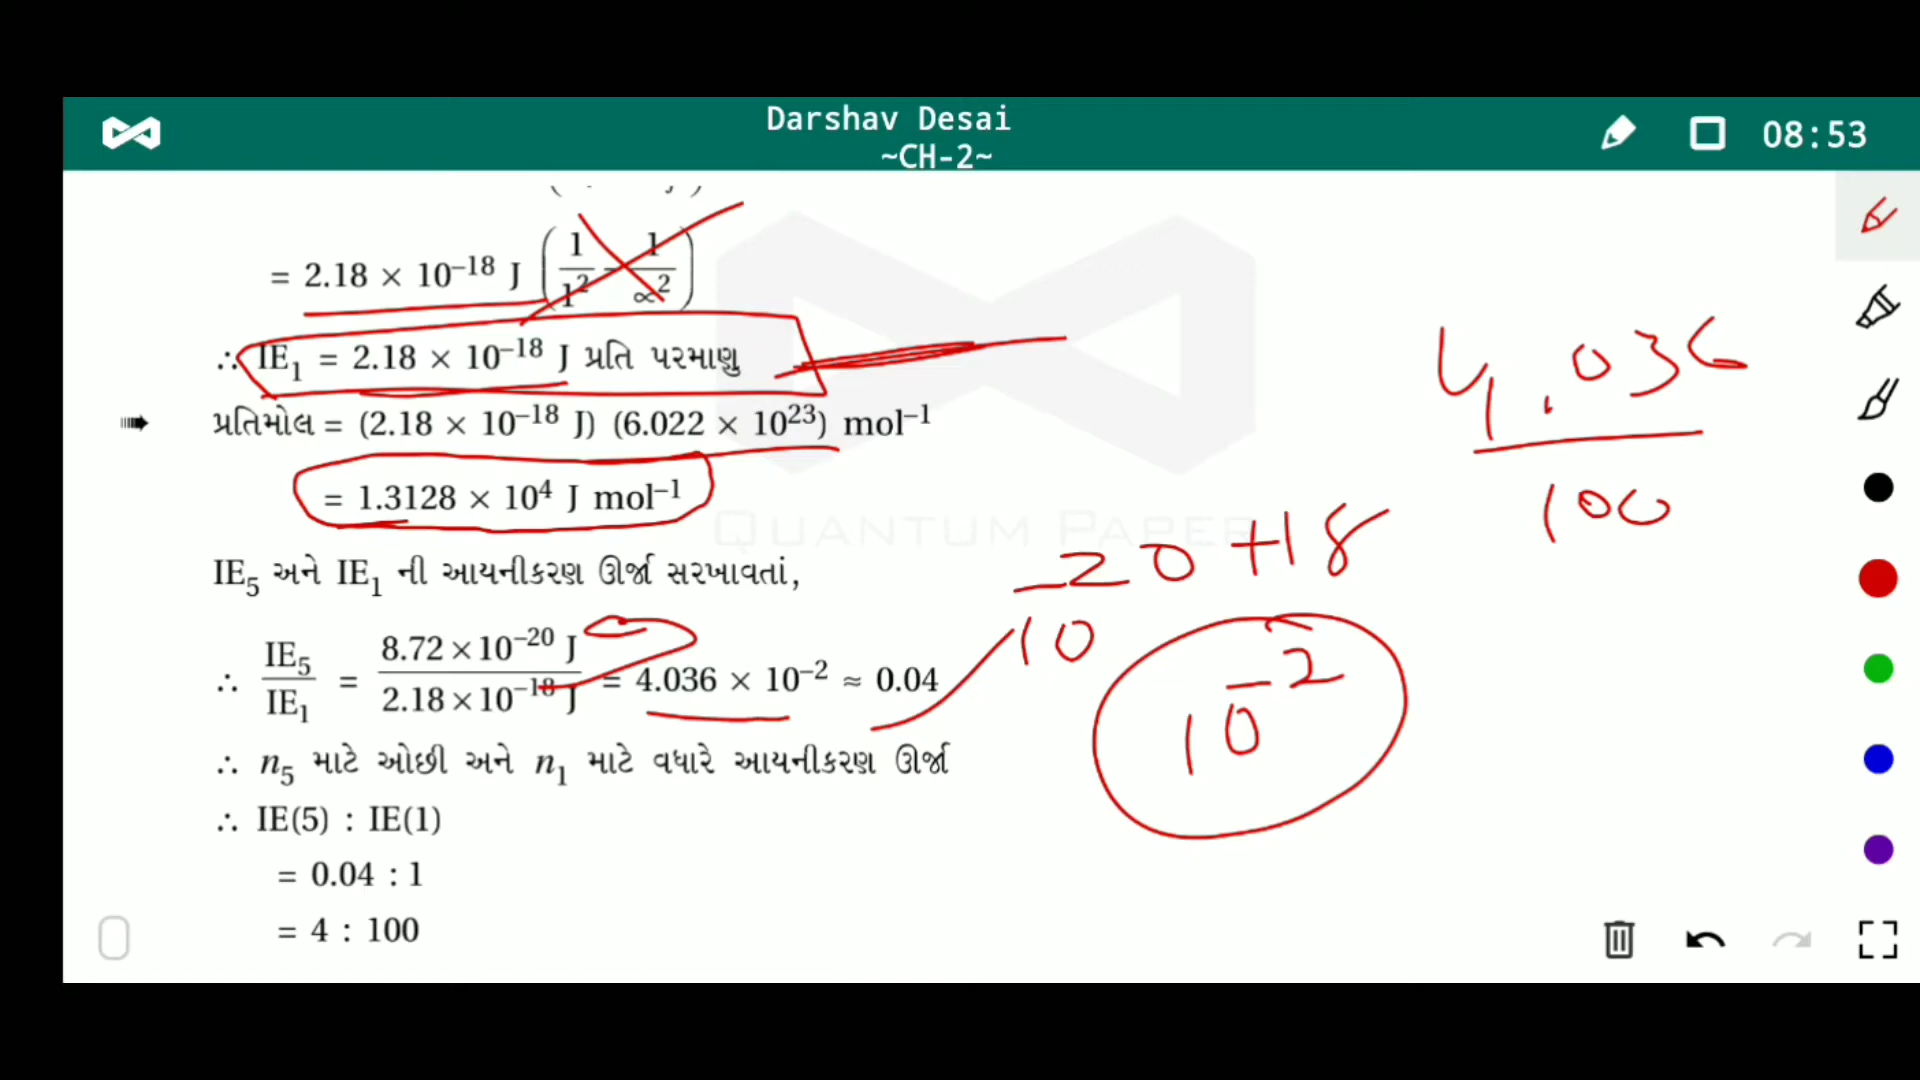 Darshav Desai
~CH-2~
08:53
= 2.18 × 10⁻¹⁸ J (1/1² - 1/∝²)
∴ IE₁ = 2.18 × 10⁻¹⁸ J પ્રતિ પરમાણુ
➠ પ્રતિમોલ = (2.18 × 10⁻¹⁸ J) (6.022 × 10²³) mol⁻¹
= 1.3128 × 10⁴ J mol⁻¹
QUANTUM PAPER
IE₅ અને IE₁ ની આયનીકરણ ઊર્જા સરખાવતાં,
∴ IE₅/IE₁ = 8.72×10⁻²⁰ J / 2.18×10⁻¹⁸ J = 4.036 × 10⁻² ≈ 0.04
∴ n₅ માટે ઓછી અને n₁ માટે વધારે આયનીકરણ ઊર્જા
∴ IE(5) : IE(1)
= 0.04 : 1
= 4 : 100
4.036
100
10⁻²⁰⁺¹⁸
10⁻²